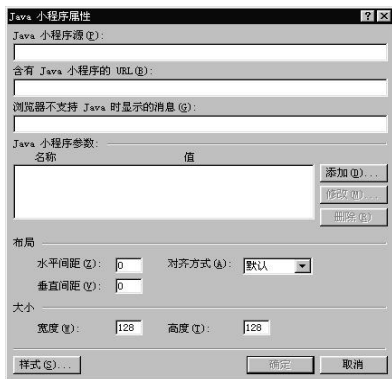 Java 小程序属性
Java 小程序源(P):
含有 Java 小程序的 URL(B):
浏览器不支持 Java 时显示的消息(G):
Java 小程序参数:
名称 值
添加(D)...
修改(M)...
删除(R)
布局
水平间距(Z): 0 对齐方式(A): 默认
垂直间距(V): 0
大小
宽度(W): 128 高度(T): 128
样式(S)... 确定 取消